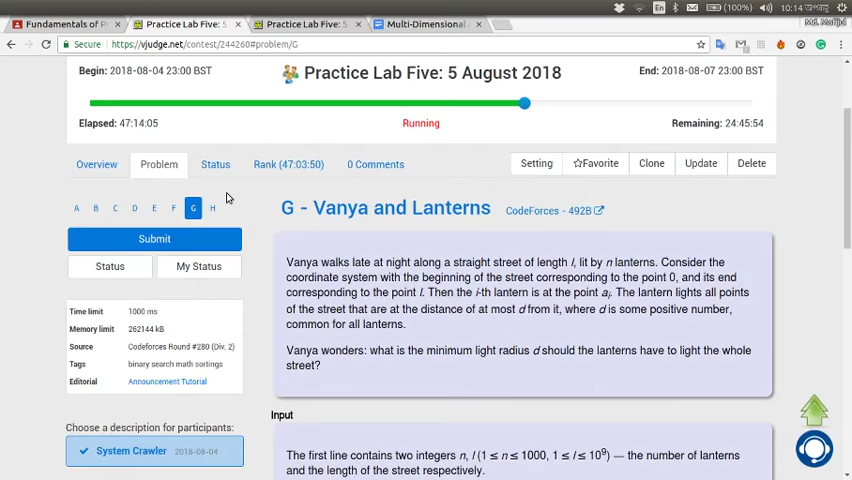 Fundamentals of Pr
Practice Lab Five: 5
Practice Lab Five: 5
Multi-Dimensional
En
(100%)
10:14
Secure
https://vjudge.net/contest/244260#problem/G
Begin: 2018-08-04 23:00 BST
Practice Lab Five: 5 August 2018
End: 2018-08-07 23:00 BST
Elapsed: 47:14:05
Running
Remaining: 24:45:54
Overview
Problem
Status
Rank (47:03:50)
0 Comments
Setting
Favorite
Clone
Update
Delete
A B C D E F G H
G - Vanya and Lanterns
CodeForces - 492B
Submit
Status
My Status
Vanya walks late at night along a straight street of length l, lit by n lanterns. Consider the
coordinate system with the beginning of the street corresponding to the point 0, and its end
corresponding to the point l. Then the i-th lantern is at the point ai. The lantern lights all points
of the street that are at the distance of at most d from it, where d is some positive number,
common for all lanterns.
Vanya wonders: what is the minimum light radius d should the lanterns have to light the whole
street?
Time limit 1000 ms
Memory limit 262144 kB
Source Codeforces Round #280 (Div. 2)
Tags binary search math sortings
Editorial Announcement Tutorial
Input
Choose a description for participants:
System Crawler 2018-08-04
The first line contains two integers n, l (1 ≤ n ≤ 1000, 1 ≤ l ≤ 10⁹) — the number of lanterns
and the length of the street respectively.